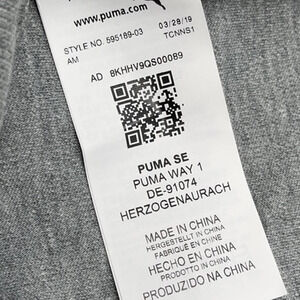 www.puma.com
STYLE NO. 595189-03 03/28/19
AM TCNNS1
AD 8KHHV9QS00089
PUMA SE
PUMA WAY 1
DE-91074
HERZOGENAURACH
MADE IN CHINA
HERGESTELLT IN CHINA
FABRIQUÉ EN CHINE
HECHO EN CHINA
PRODOTTO IN CINA
PRODUZIDO NA CHINA